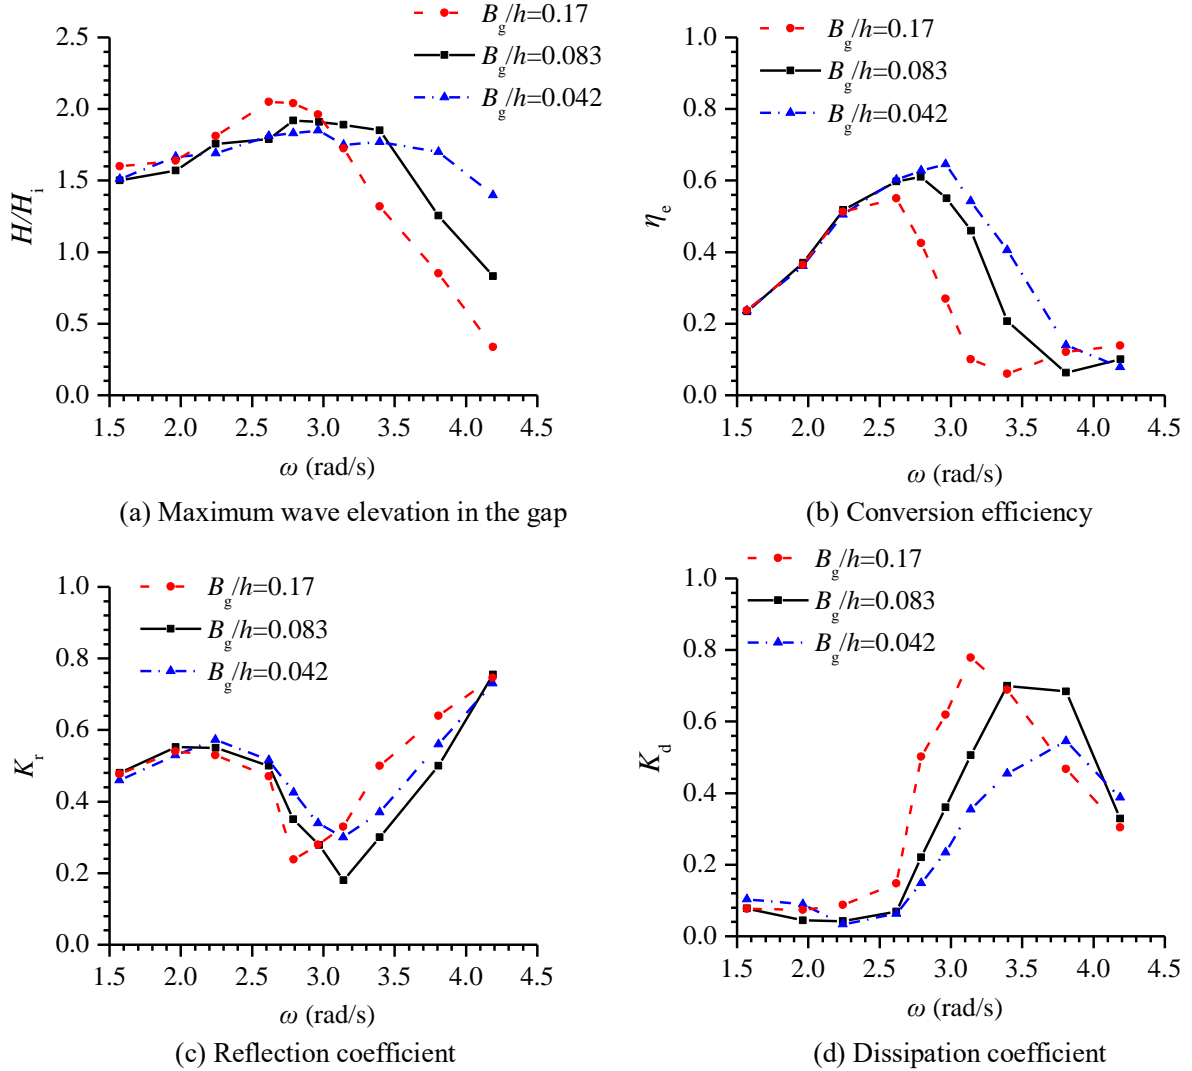 B_g/h=0.17
B_g/h=0.083
B_g/h=0.042
2.5
2.0
1.5
1.0
0.5
0.0
H/H_i
1.5 2.0 2.5 3.0 3.5 4.0 4.5
ω (rad/s)
(a) Maximum wave elevation in the gap
B_g/h=0.17
B_g/h=0.083
B_g/h=0.042
1.0
0.8
0.6
0.4
0.2
0.0
η_e
1.5 2.0 2.5 3.0 3.5 4.0 4.5
ω (rad/s)
(b) Conversion efficiency
B_g/h=0.17
B_g/h=0.083
B_g/h=0.042
1.0
0.8
0.6
0.4
0.2
0.0
K_r
1.5 2.0 2.5 3.0 3.5 4.0 4.5
ω (rad/s)
(c) Reflection coefficient
B_g/h=0.17
B_g/h=0.083
B_g/h=0.042
1.0
0.8
0.6
0.4
0.2
0.0
K_d
1.5 2.0 2.5 3.0 3.5 4.0 4.5
ω (rad/s)
(d) Dissipation coefficient